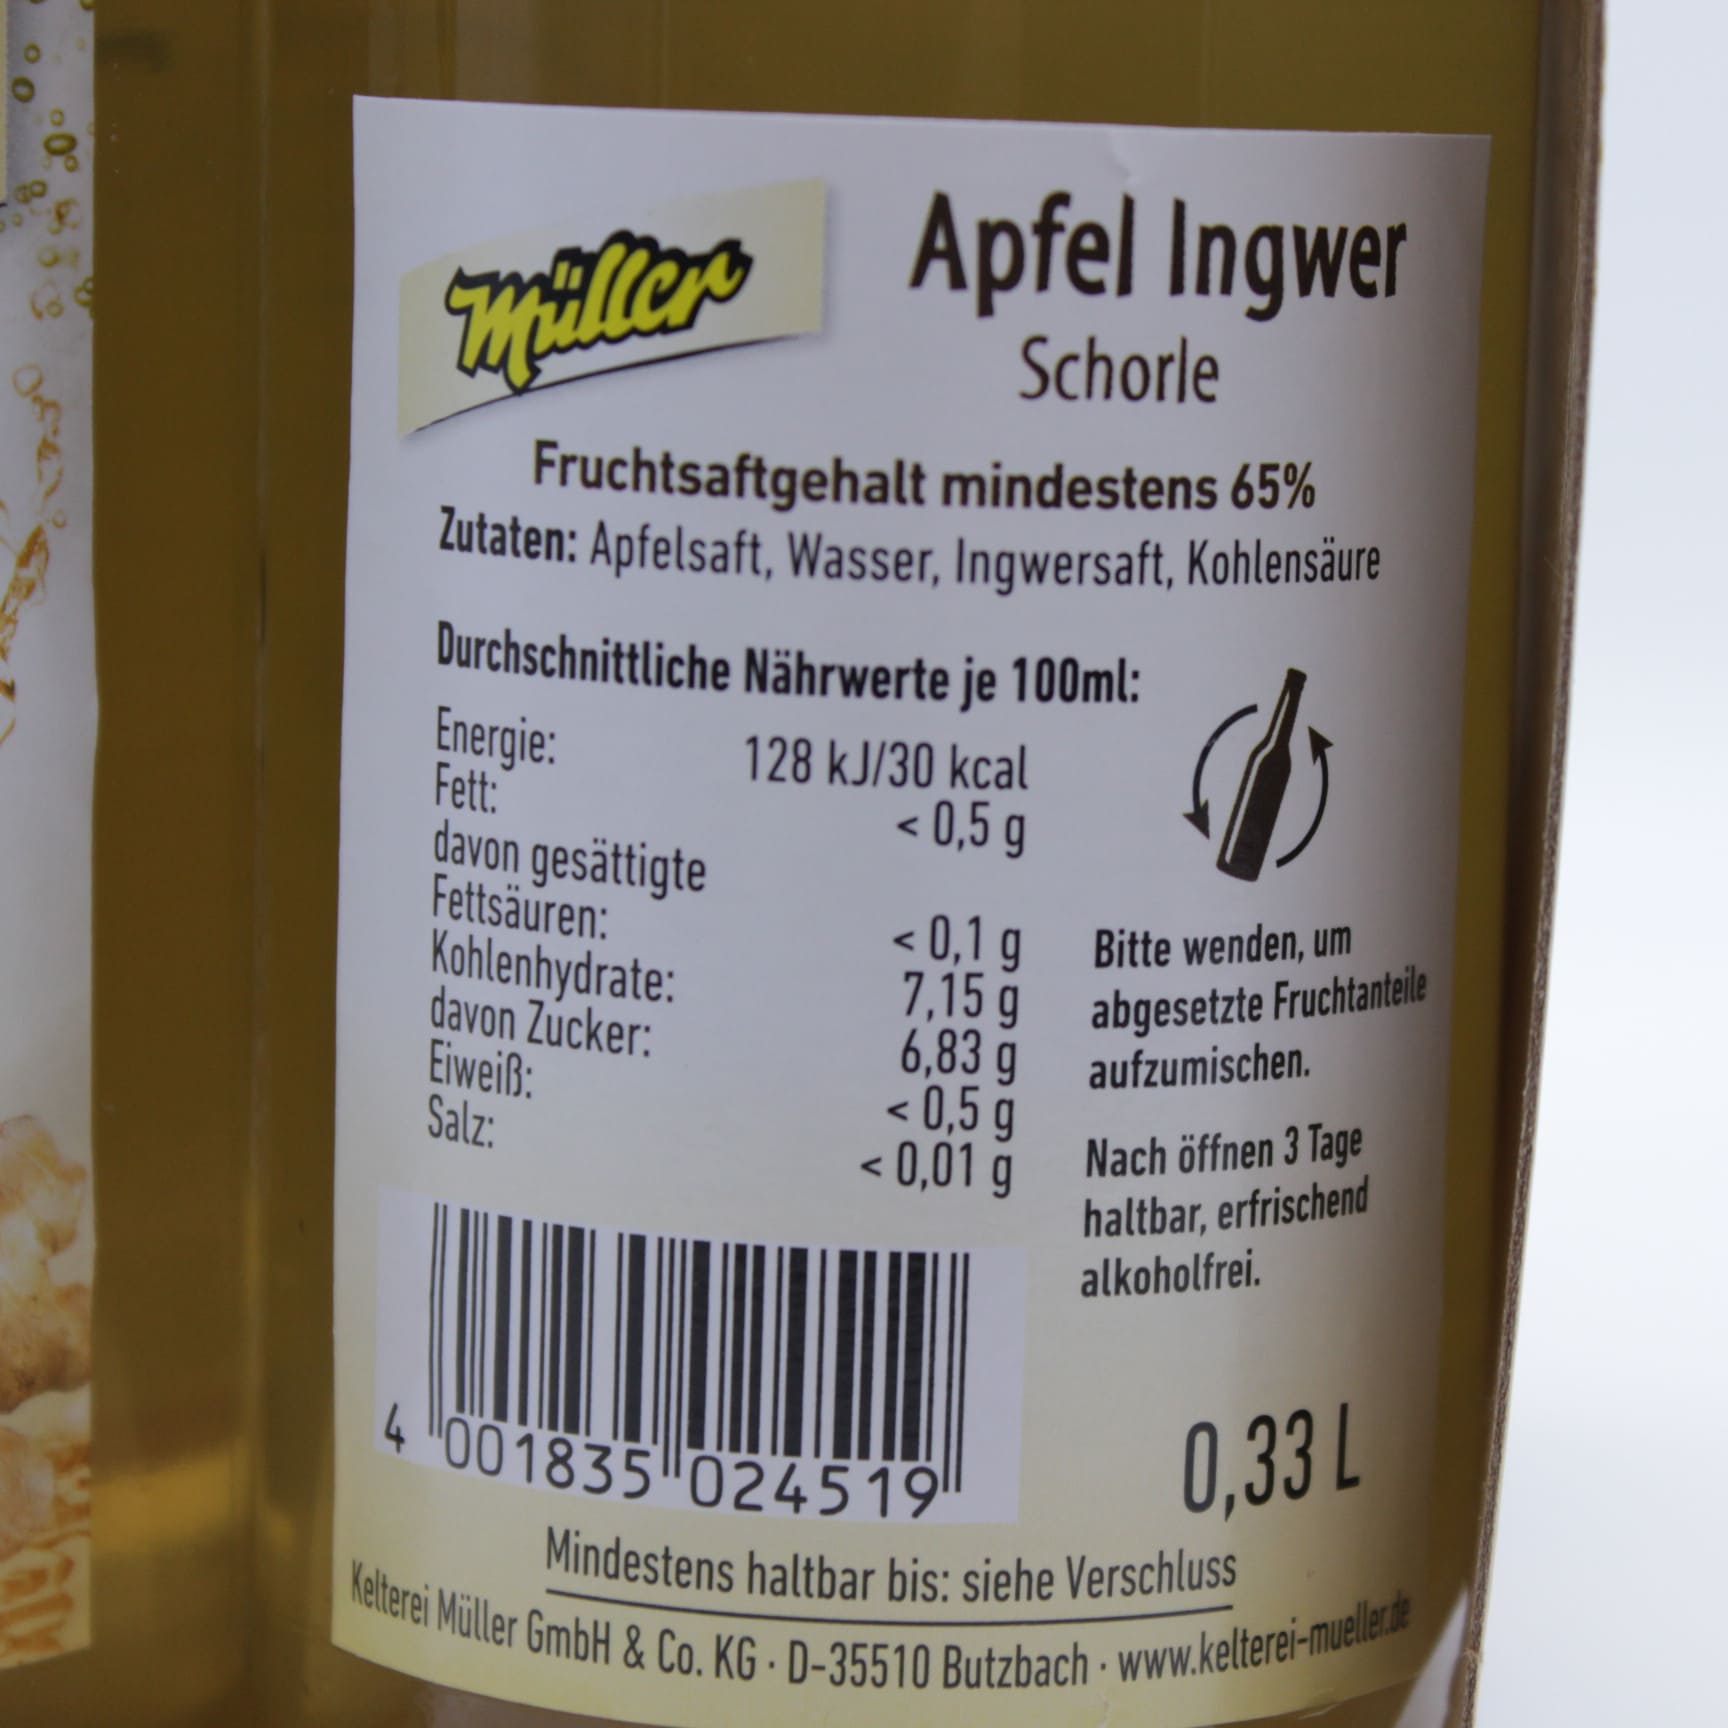 Müller
Apfel Ingwer
Schorle
Fruchtsaftgehalt mindestens 65%
Zutaten: Apfelsaft, Wasser, Ingwersaft, Kohlensäure
Durchschnittliche Nährwerte je 100ml:
Energie: 128 kJ/30 kcal
Fett: < 0,5 g
davon gesättigte
Fettsäuren: < 0,1 g
Kohlenhydrate: 7,15 g
davon Zucker: 6,83 g
Eiweiß: < 0,5 g
Salz: < 0,01 g
Bitte wenden, um
abgesetzte Fruchtanteile
aufzumischen.
Nach öffnen 3 Tage
haltbar, erfrischend
alkoholfrei.
4 001835 024519
0,33 L
Mindestens haltbar bis: siehe Verschluss
Kelterei Müller GmbH & Co. KG · D-35510 Butzbach · www.kelterei-mueller.de